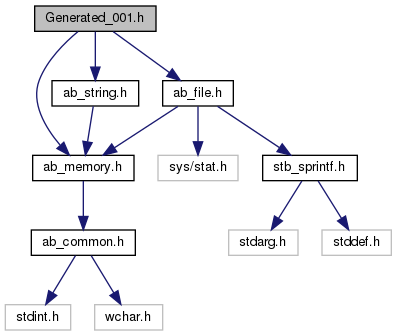 Generated_001.h
ab_string.h
ab_file.h
ab_memory.h
sys/stat.h
stb_sprintf.h
ab_common.h
stdarg.h
stddef.h
stdint.h
wchar.h